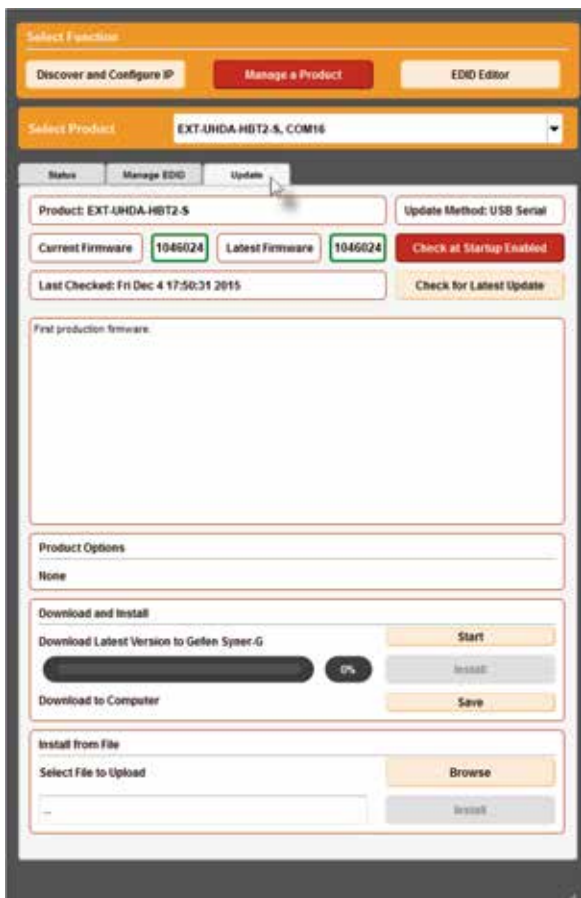 Select Function
Discover and Configure IP Manage a Product EDID Editor
Select Product EXT-UHDA-HBT2-S, COM16
Status Manage EDID Update
Product: EXT-UHDA-HBT2-S Update Method: USB Serial
Current Firmware 1046024 Latest Firmware 1046024 Check at Startup Enabled
Last Checked: Fri Dec 4 17:50:31 2015 Check for Latest Update
First production firmware.
Product Options
None
Download and Install
Download Latest Version to Gefen Syner-G Start
0% Install
Download to Computer Save
Install from File
Select File to Upload Browse
... Install